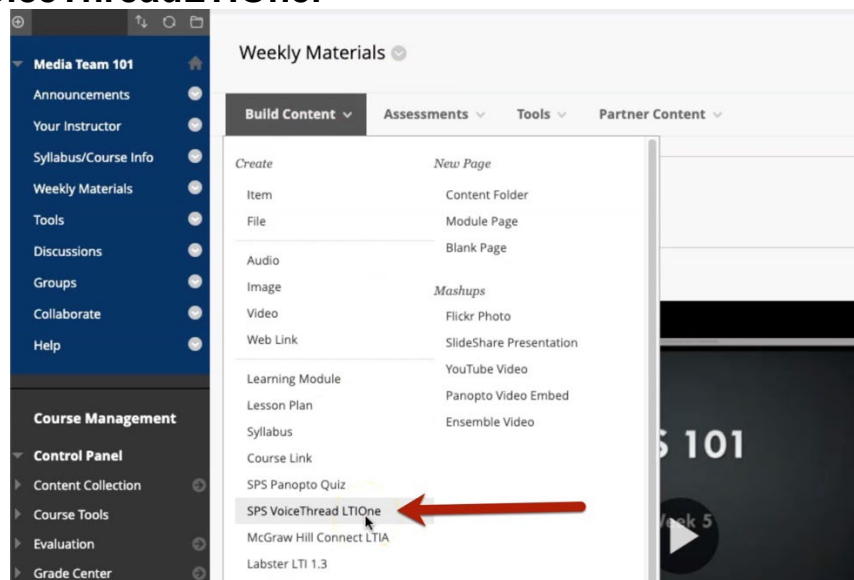 Media Team 101
Announcements
Your Instructor
Syllabus/Course Info
Weekly Materials
Tools
Discussions
Groups
Collaborate
Help
Course Management
Control Panel
Content Collection
Course Tools
Evaluation
Grade Center
Weekly Materials
Build Content
Assessments
Tools
Partner Content
Create
Item
File
Audio
Image
Video
Web Link
Learning Module
Lesson Plan
Syllabus
Course Link
SPS Panopto Quiz
SPS VoiceThread LTIOne
McGraw Hill Connect LTIA
Labster LTI 1.3
New Page
Content Folder
Module Page
Blank Page
Mashups
Flickr Photo
SlideShare Presentation
YouTube Video
Panopto Video Embed
Ensemble Video
101
Week 5